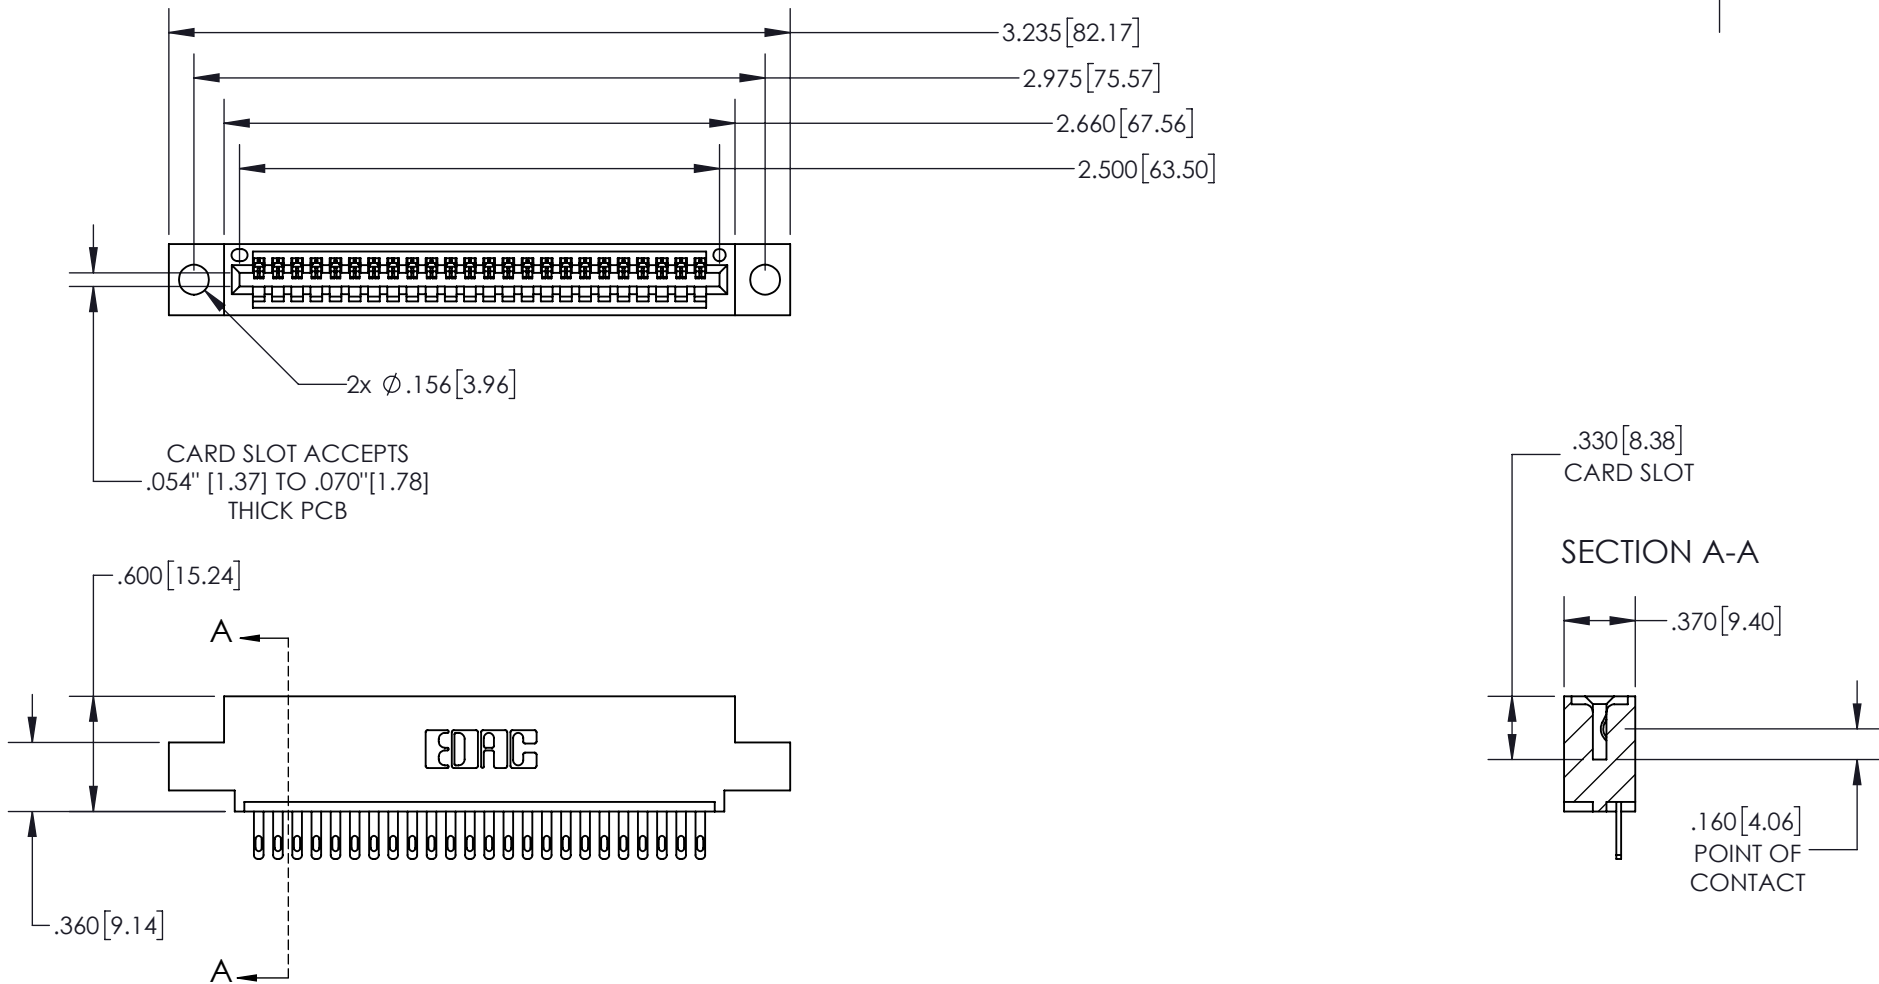 3.235[82.17]
2.975[75.57]
2.660[67.56]
2.500[63.50]
2x Ø.156[3.96]
CARD SLOT ACCEPTS
.054" [1.37] TO .070"[1.78]
THICK PCB
.330[8.38]
CARD SLOT
SECTION A-A
.600[15.24]
.370[9.40]
A
EDAC
.160[4.06]
POINT OF
CONTACT
.360[9.14]
A